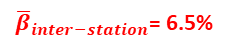 β̅inter−station= 6.5%